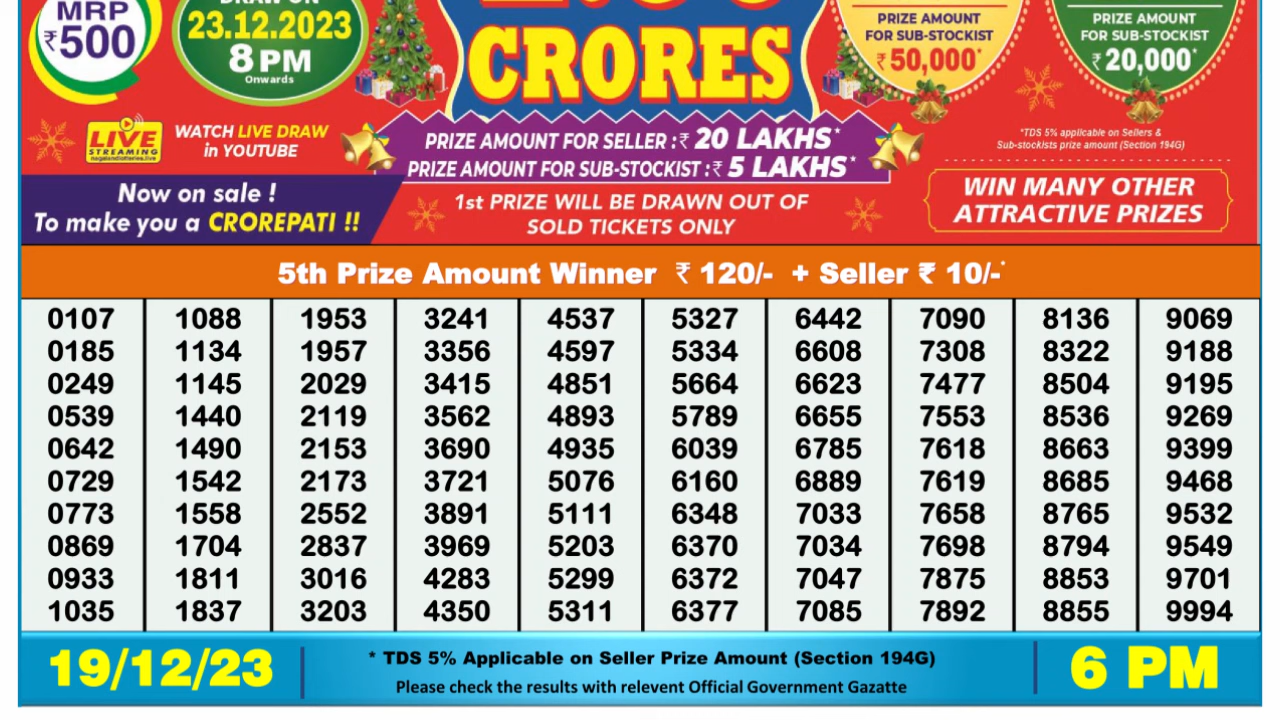 MRP
₹500
DRAW ON
23.12.2023
8 PM
Onwards
CRORES
PRIZE AMOUNT
FOR SUB-STOCKIST
₹ 50,000*
PRIZE AMOUNT
FOR SUB-STOCKIST
₹ 20,000*
LIVE
STREAMING
nagalandlotteries.live
WATCH LIVE DRAW
in YOUTUBE
PRIZE AMOUNT FOR SELLER :₹ 20 LAKHS*
PRIZE AMOUNT FOR SUB-STOCKIST :₹ 5 LAKHS*
*TDS 5% applicable on Sellers &
Sub-stockists prize amount (Section 194G)
Now on sale !
To make you a CROREPATI !!
1st PRIZE WILL BE DRAWN OUT OF
SOLD TICKETS ONLY
WIN MANY OTHER
ATTRACTIVE PRIZES
5th Prize Amount Winner ₹ 120/- + Seller ₹ 10/-*
0107 1088 1953 3241 4537 5327 6442 7090 8136 9069
0185 1134 1957 3356 4597 5334 6608 7308 8322 9188
0249 1145 2029 3415 4851 5664 6623 7477 8504 9195
0539 1440 2119 3562 4893 5789 6655 7553 8536 9269
0642 1490 2153 3690 4935 6039 6785 7618 8663 9399
0729 1542 2173 3721 5076 6160 6889 7619 8685 9468
0773 1558 2552 3891 5111 6348 7033 7658 8765 9532
0869 1704 2837 3969 5203 6370 7034 7698 8794 9549
0933 1811 3016 4283 5299 6372 7047 7875 8853 9701
1035 1837 3203 4350 5311 6377 7085 7892 8855 9994
19/12/23
* TDS 5% Applicable on Seller Prize Amount (Section 194G)
Please check the results with relevent Official Government Gazatte
6 PM